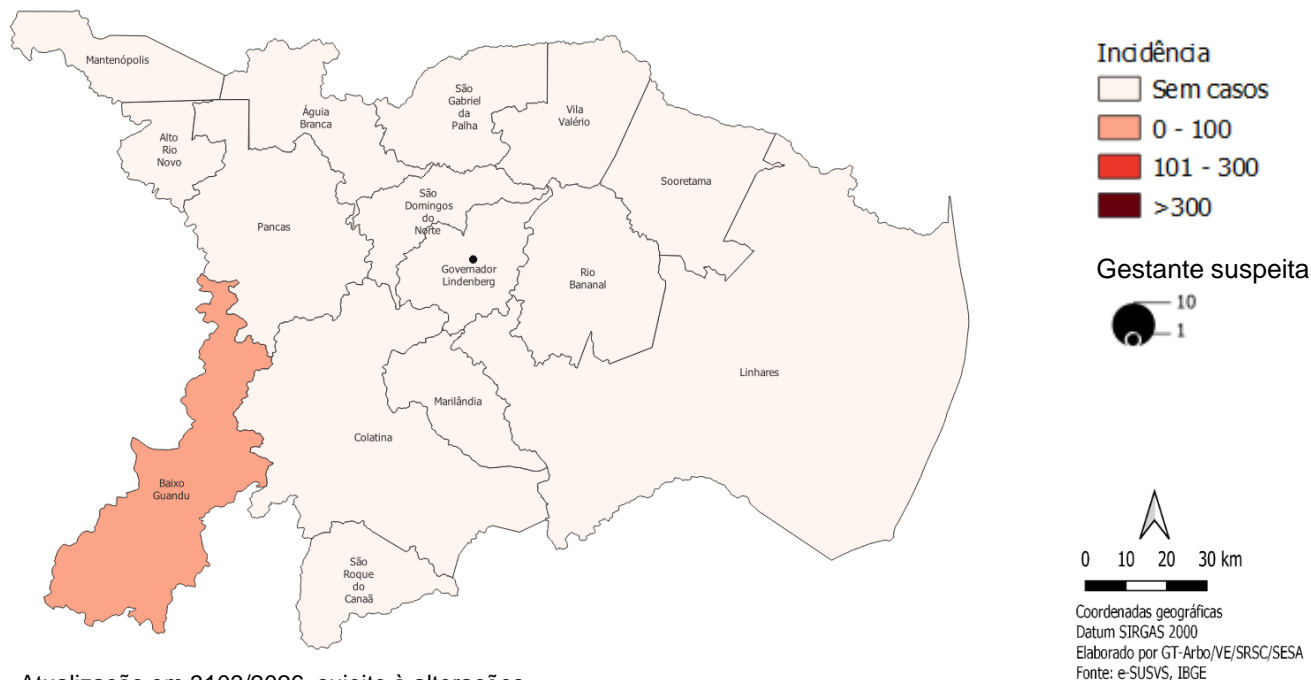 Mantenópolis
Águia
Branca
São
Gabriel
da
Palha
Vila
Valério
Alto
Rio
Novo
Sooretama
São
Domingos
do
Norte
Pancas
Governador
Lindenberg
Rio
Bananal
Linhares
Marilândia
Colatina
Baixo
Guandu
São
Roque
do
Canaã
Incidência
Sem casos
0 - 100
101 - 300
>300
Gestante suspeita
10
1
0 10 20 30 km
Coordenadas geográficas
Datum SIRGAS 2000
Elaborado por GT-Arbo/VE/SRSC/SESA
Fonte: e-SUSVS, IBGE